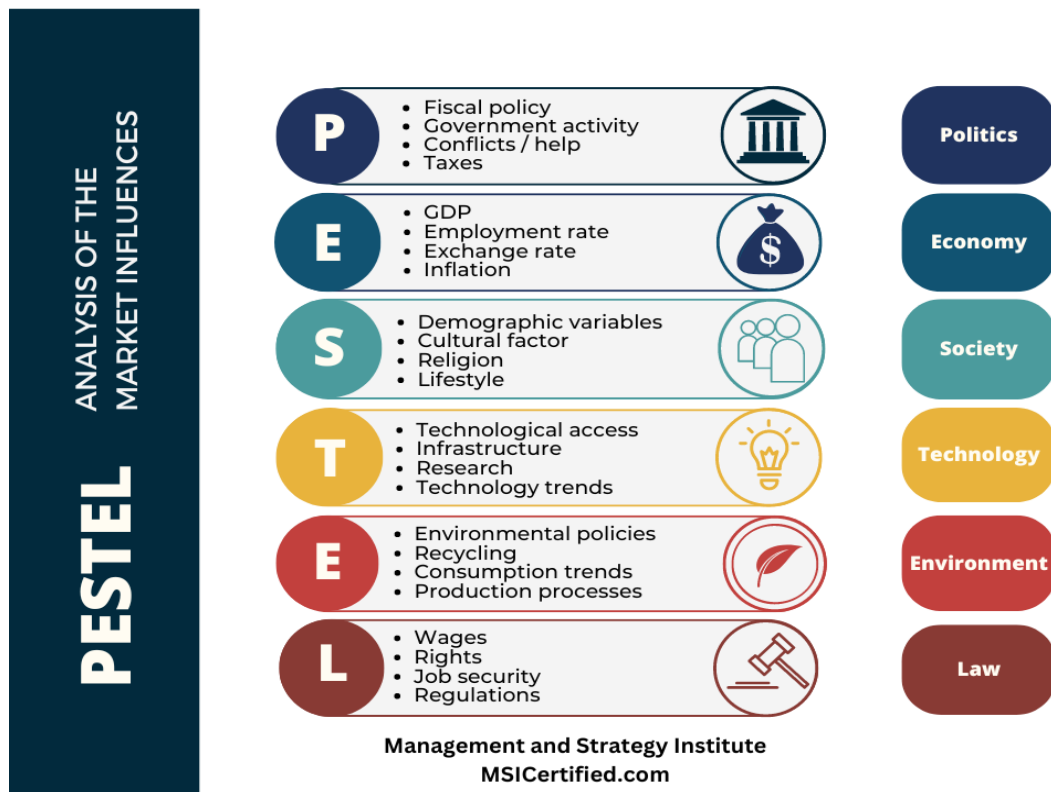 PESTEL
ANALYSIS OF THE
MARKET INFLUENCES
P
• Fiscal policy
• Government activity
• Conflicts / help
• Taxes
Politics
E
• GDP
• Employment rate
• Exchange rate
• Inflation
$
Economy
S
• Demographic variables
• Cultural factor
• Religion
• Lifestyle
Society
T
• Technological access
• Infrastructure
• Research
• Technology trends
Technology
E
• Environmental policies
• Recycling
• Consumption trends
• Production processes
Environment
L
• Wages
• Rights
• Job security
• Regulations
Law
Management and Strategy Institute
MSICertified.com